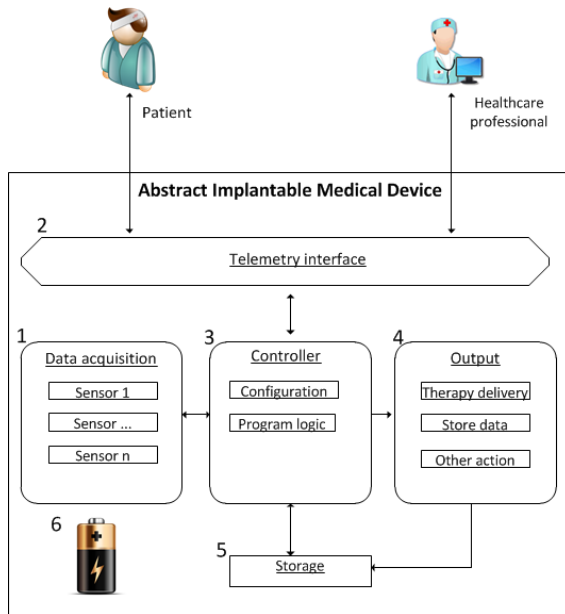 Patient
Healthcare
professional
Abstract Implantable Medical Device
2
Telemetry interface
1
Data acquisition
Sensor 1
Sensor ...
Sensor n
3
Controller
Configuration
Program logic
4
Output
Therapy delivery
Store data
Other action
6
5
Storage